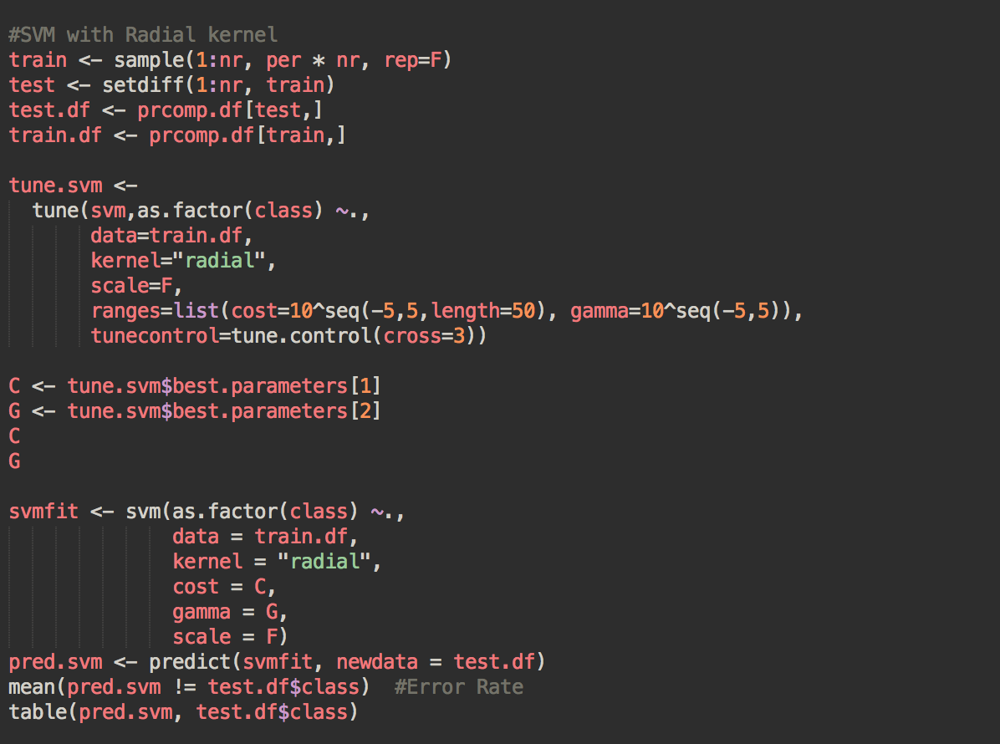 #SVM with Radial kernel
train <- sample(1:nr, per * nr, rep=F)
test <- setdiff(1:nr, train)
test.df <- prcomp.df[test,]
train.df <- prcomp.df[train,]
tune.svm <-
tune(svm,as.factor(class) ~.,
data=train.df,
kernel="radial",
scale=F,
ranges=list(cost=10^seq(-5,5,length=50), gamma=10^seq(-5,5)),
tunecontrol=tune.control(cross=3))
C <- tune.svm$best.parameters[1]
G <- tune.svm$best.parameters[2]
C
G
svmfit <- svm(as.factor(class) ~.,
data = train.df,
kernel = "radial",
cost = C,
gamma = G,
scale = F)
pred.svm <- predict(svmfit, newdata = test.df)
mean(pred.svm != test.df$class)  #Error Rate
table(pred.svm, test.df$class)